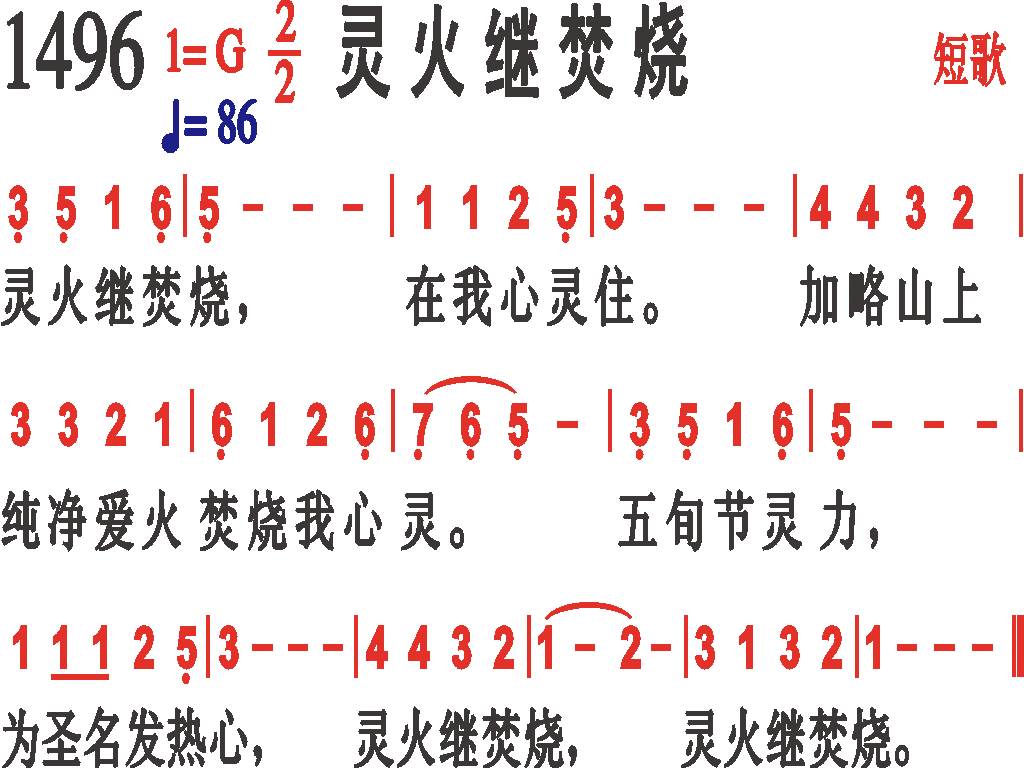 1496 1=G 2/2 灵火继焚烧 短歌
♩=86
3̣ 5̣ 1 6̣ | 5̣ - - - | 1 1 2 5̣ | 3 - - - | 4 4 3 2 |
灵火继焚烧， 在我心灵住。 加略山上
3 3 2 1 | 6̣ 1 2 6̣ | 7̣ 6̣ 5̣ - | 3̣ 5̣ 1 6̣ | 5̣ - - - |
纯净爱火 焚烧我心 灵。 五旬节灵 力，
1 1 1 2 5̣ | 3 - - - | 4 4 3 2 | 1 - 2 - | 3 1 3 2 | 1 - - - ‖
为圣名发热心， 灵火继焚烧， 灵火继焚烧。